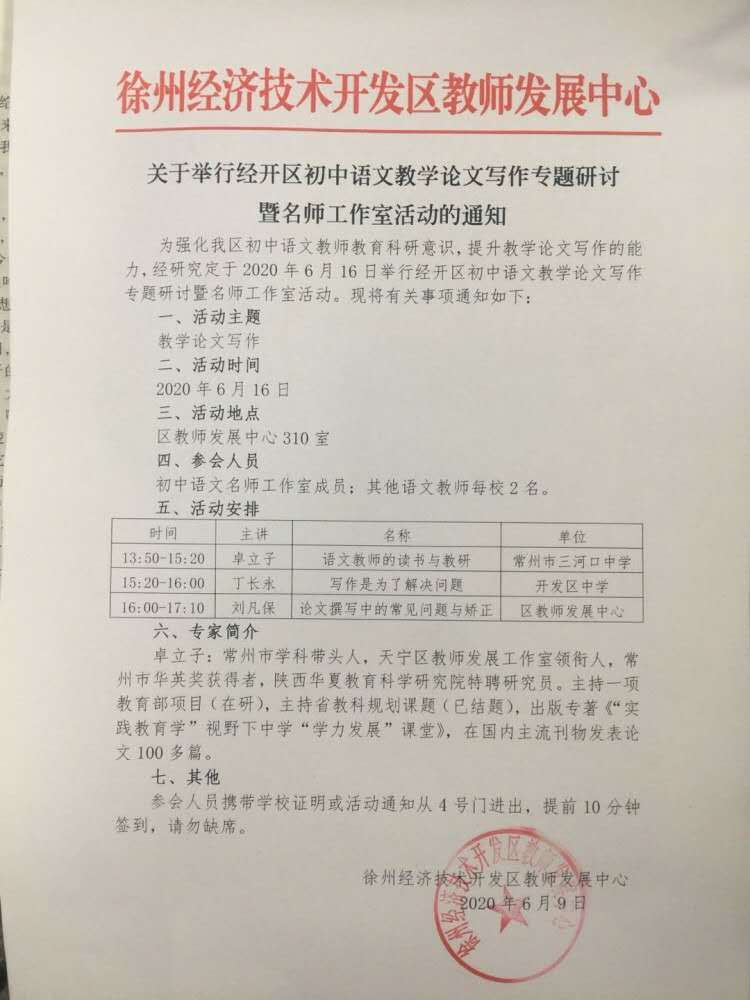 徐州经济技术开发区教师发展中心
关于举行经开区初中语文教学论文写作专题研讨
暨名师工作室活动的通知
为强化我区初中语文教师教育科研意识，提升教学论文写作的能
力，经研究定于2020年6月16日举行经开区初中语文教学论文写作
专题研讨暨名师工作室活动。现将有关事项通知如下：
一、活动主题
教学论文写作
二、活动时间
2020年6月16日
三、活动地点
区教师发展中心310室
四、参会人员
初中语文名师工作室成员；其他语文教师每校2名。
五、活动安排
时间 主讲 名称 单位
13:50-15:20 卓立子 语文教师的读书与教研 常州市三河口中学
15:20-16:00 丁长永 写作是为了解决问题 开发区中学
16:00-17:10 刘凡保 论文撰写中的常见问题与矫正 区教师发展中心
六、专家简介
卓立子：常州市学科带头人，天宁区教师发展工作室领衔人，常
州市华英奖获得者，陕西华夏教育科学研究院特聘研究员。主持一项
教育部项目（在研），主持省教科规划课题（已结题），出版专著《“实
践教育学”视野下中学“学力发展”课堂》，在国内主流刊物发表论
文100多篇。
七、其他
参会人员携带学校证明或活动通知从4号门进出，提前10分钟
签到，请勿缺席。
徐州经济技术开发区教师发展中心
2020年6月9日